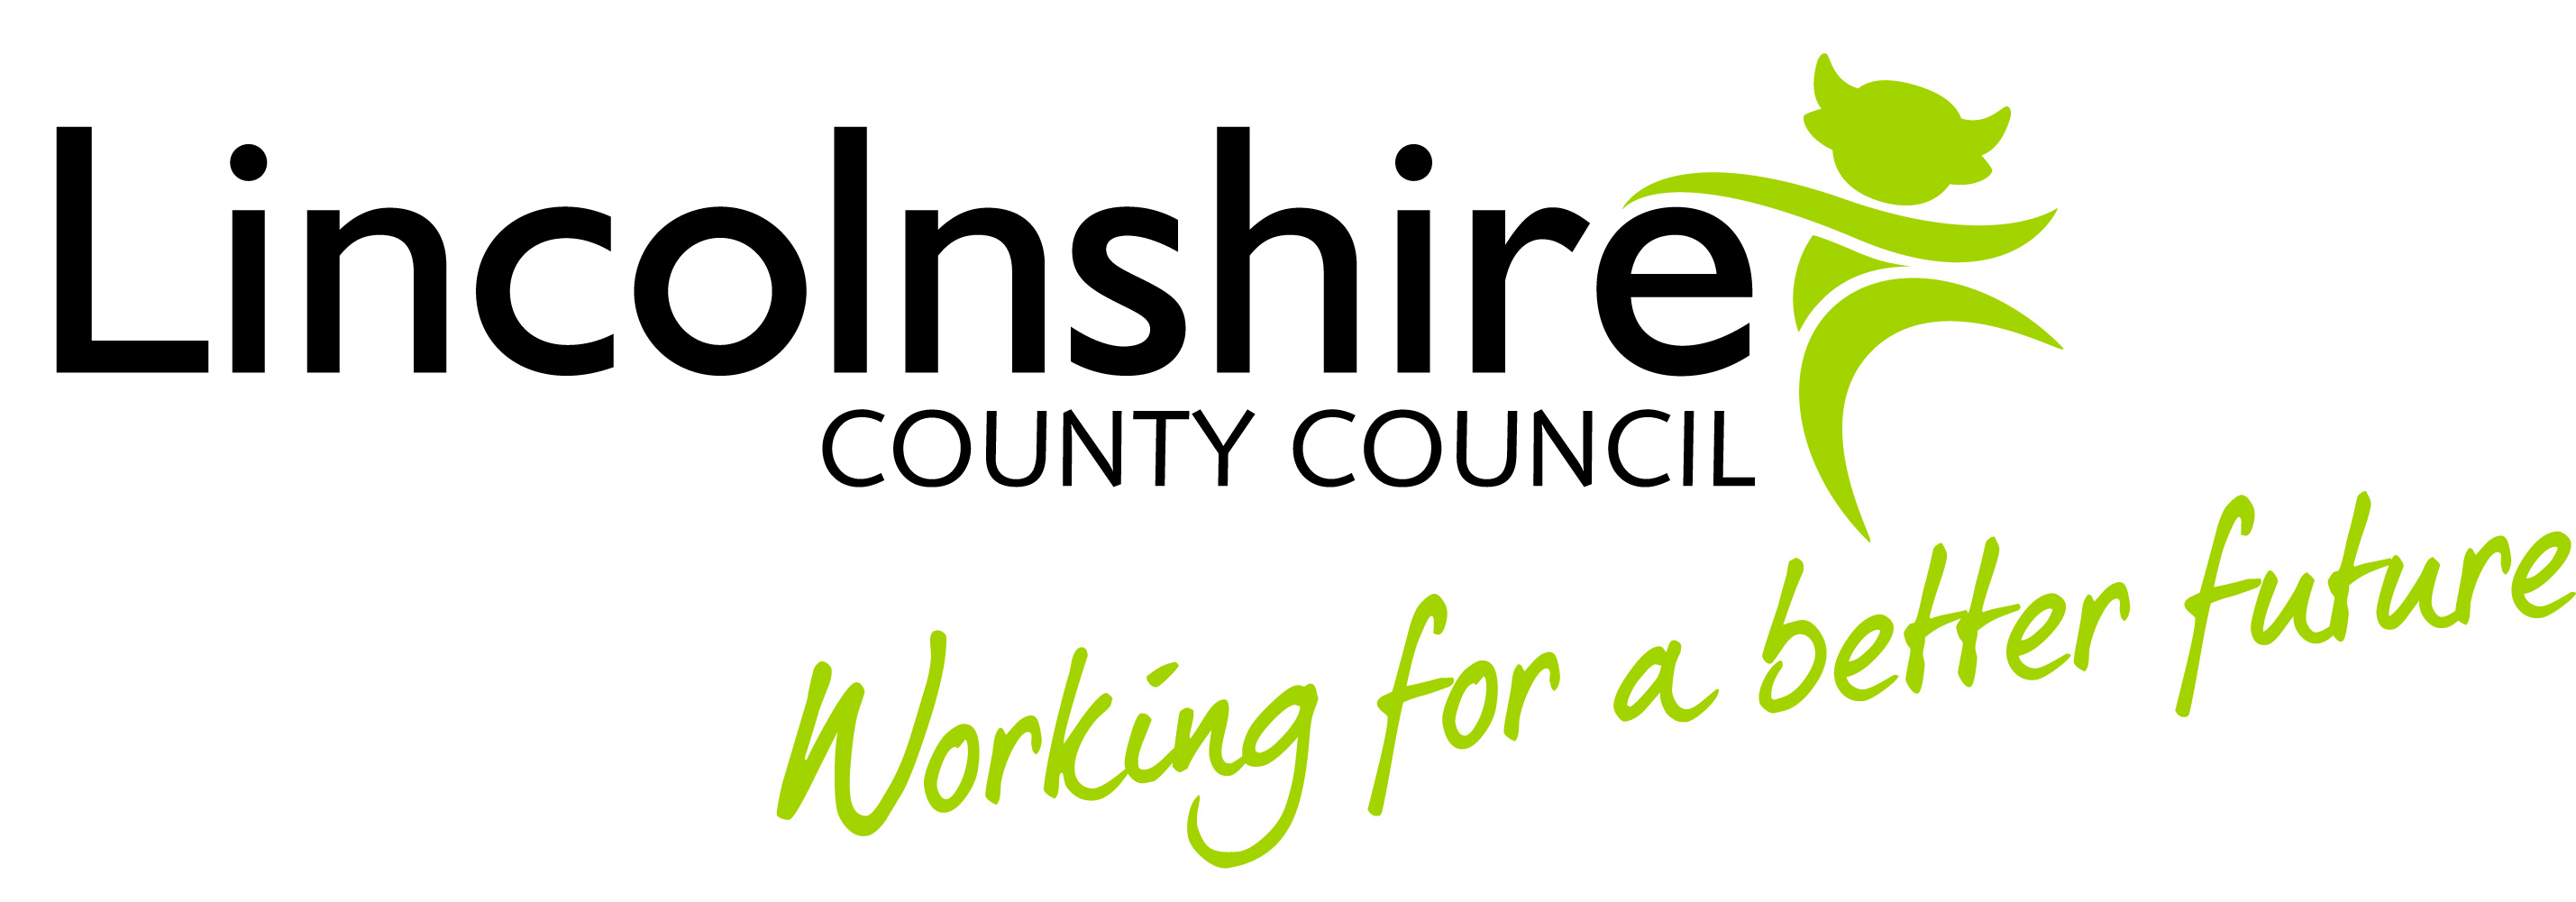 Lincolnshire
COUNTY COUNCIL
Working for a better future